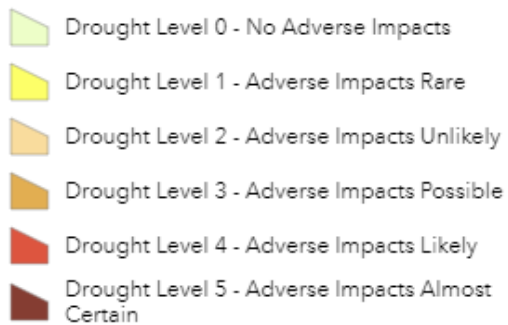 Drought Level 0 - No Adverse Impacts
Drought Level 1 - Adverse Impacts Rare
Drought Level 2 - Adverse Impacts Unlikely
Drought Level 3 - Adverse Impacts Possible
Drought Level 4 - Adverse Impacts Likely
Drought Level 5 - Adverse Impacts Almost
Certain